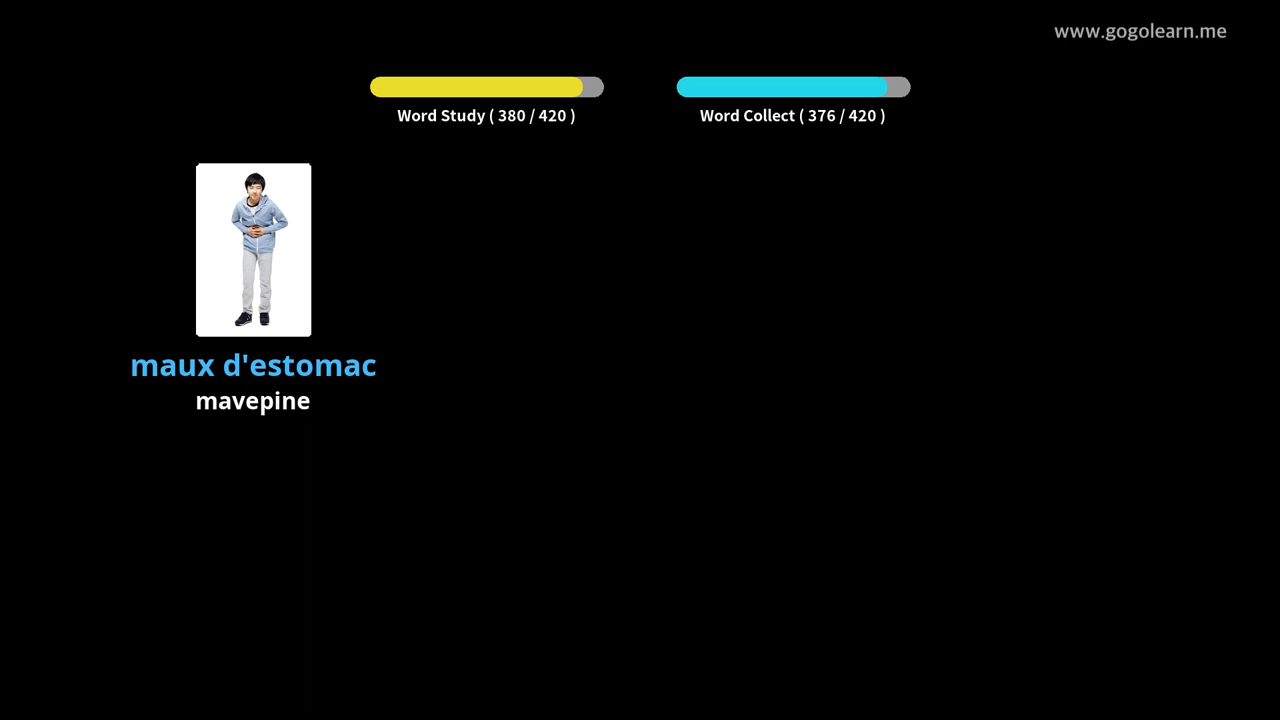 www.gogolearn.me
Word Study ( 380 / 420 )
Word Collect ( 376 / 420 )
maux d'estomac
mavepine